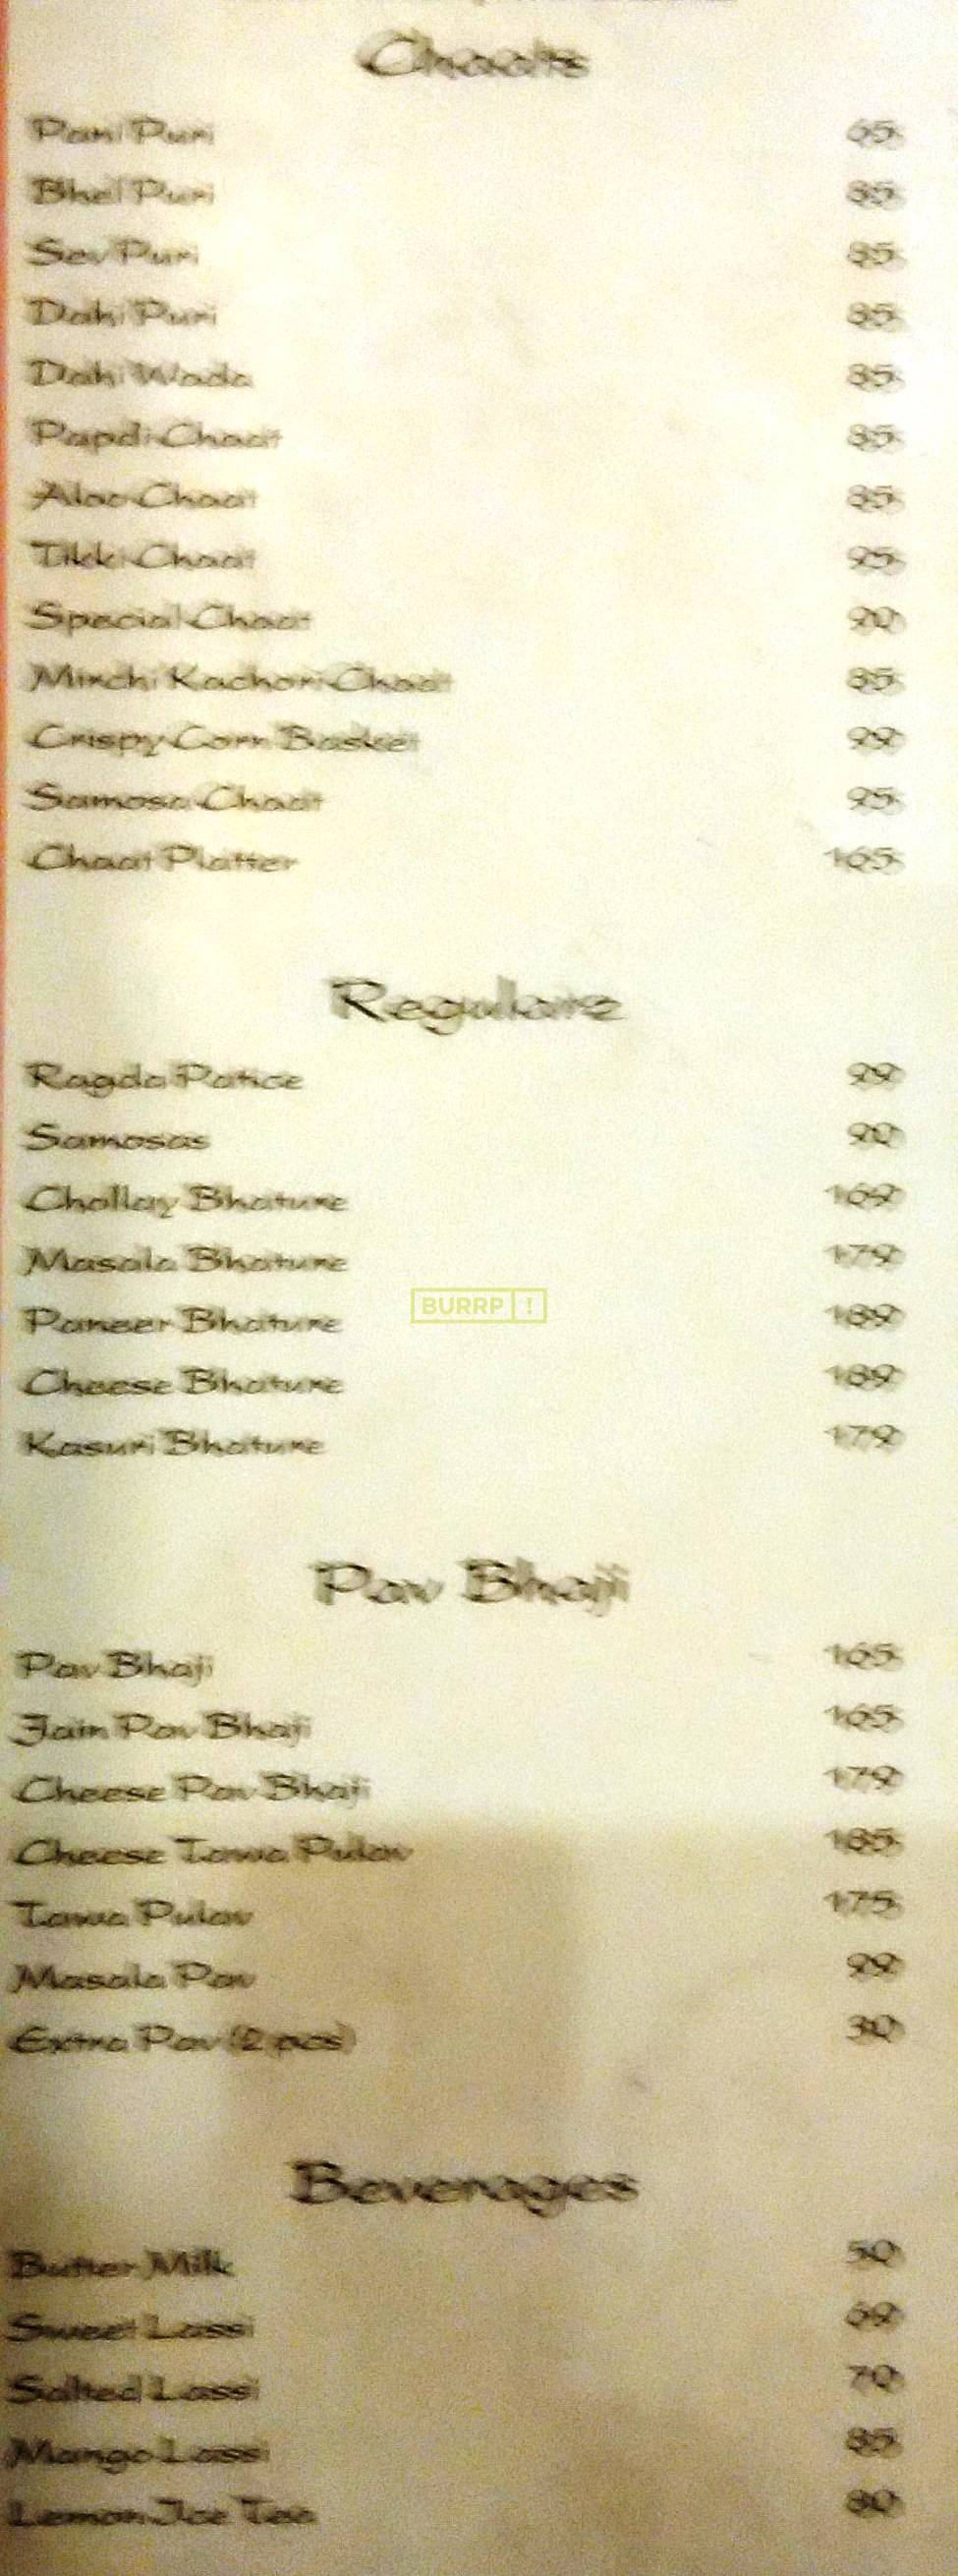 Chaats
Pani Puri 65
Bhel Puri 85
Sev Puri 85
Dahi Puri 85
Dahi Wada 85
Papdi Chaat 85
Aloo Chaat 85
Tikki Chaat 95
Special Chaat 90
Mirchi Kachori Chaat 85
Crispy Corn Basket 99
Samosa Chaat 95
Chaat Platter 165
Regulars
Ragda Patice 99
Samosas 90
Chollay Bhature 169
Masala Bhature 179
BURRP!
Paneer Bhature 189
Cheese Bhature 189
Kasuri Bhature 179
Pav Bhaji
Pav Bhaji 165
Jain Pav Bhaji 165
Cheese Pav Bhaji 179
Cheese Tawa Pulav 185
Tawa Pulav 175
Masala Pav 99
Extra Pav (2 pcs) 30
Beverages
Butter Milk 50
Sweet Lassi 69
Salted Lassi 70
Mango Lassi 85
Lemon Ice Tea 80